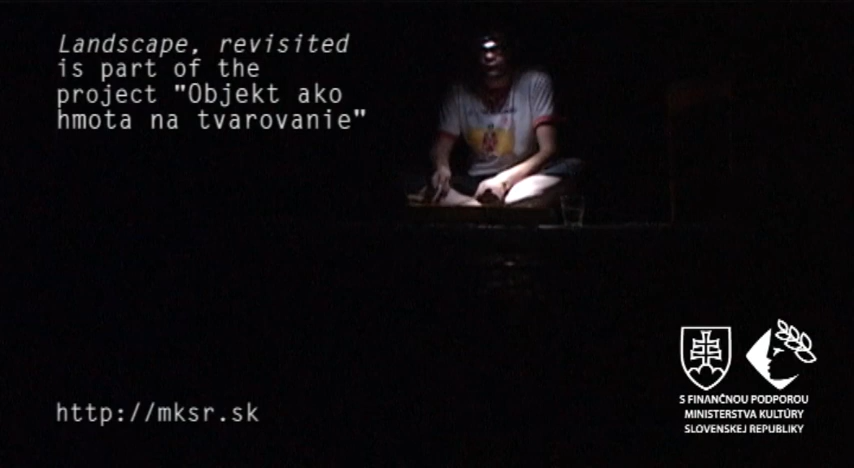 Landscape, revisited
is part of the
project "Objekt ako
hmota na tvarovanie"
http://mksr.sk
S FINANČNOU PODPOROU
MINISTERSTVA KULTÚRY
SLOVENSKEJ REPUBLIKY